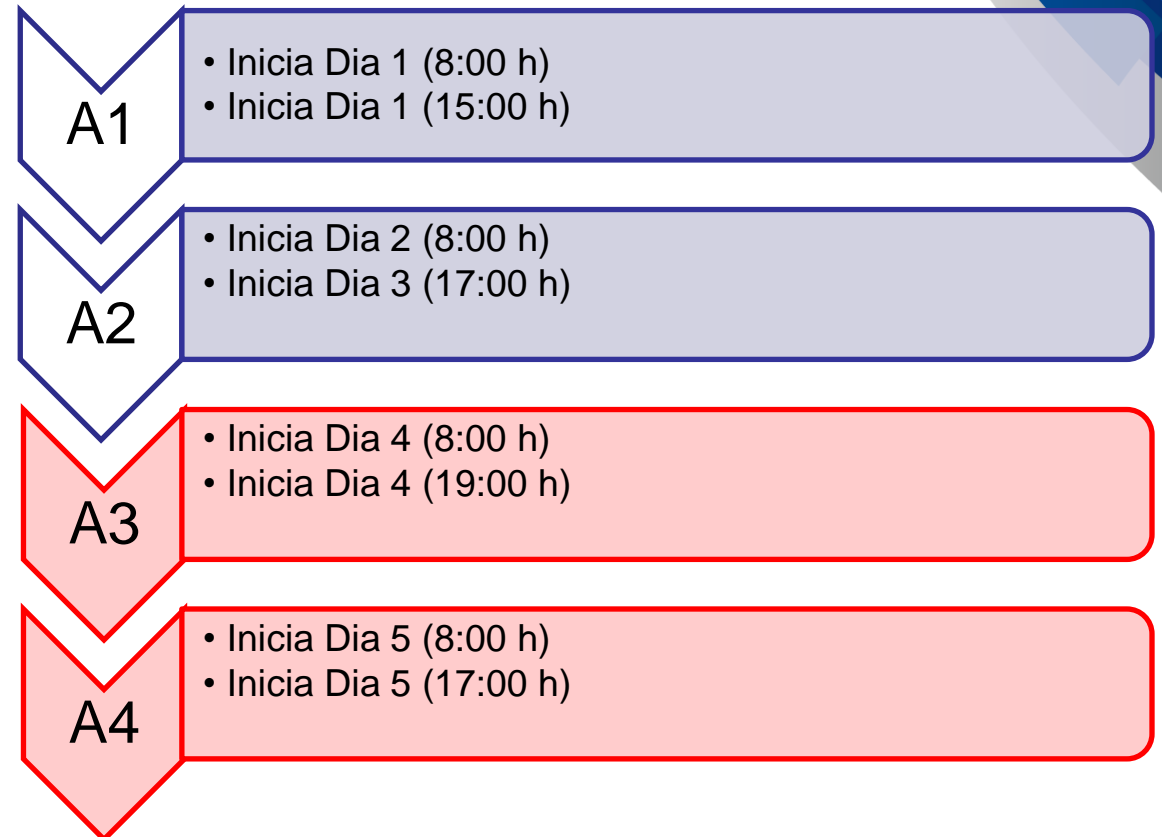 A1
• Inicia Dia 1 (8:00 h)
• Inicia Dia 1 (15:00 h)
A2
• Inicia Dia 2 (8:00 h)
• Inicia Dia 3 (17:00 h)
A3
• Inicia Dia 4 (8:00 h)
• Inicia Dia 4 (19:00 h)
A4
• Inicia Dia 5 (8:00 h)
• Inicia Dia 5 (17:00 h)